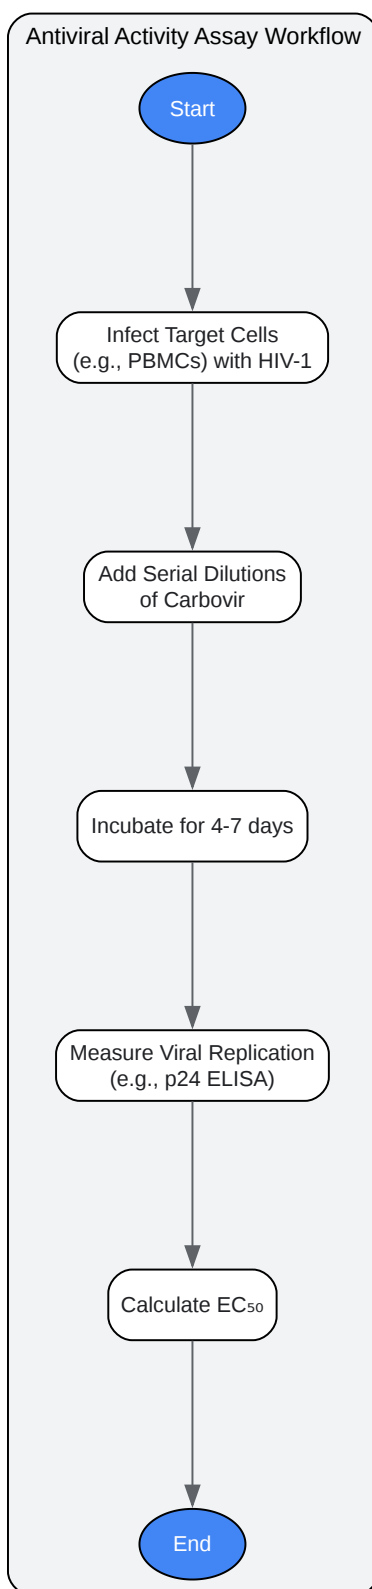 Antiviral Activity Assay Workflow
Start
Infect Target Cells
(e.g., PBMCs) with HIV-1
Add Serial Dilutions
of Carbovir
Incubate for 4-7 days
Measure Viral Replication
(e.g., p24 ELISA)
Calculate EC₅₀
End